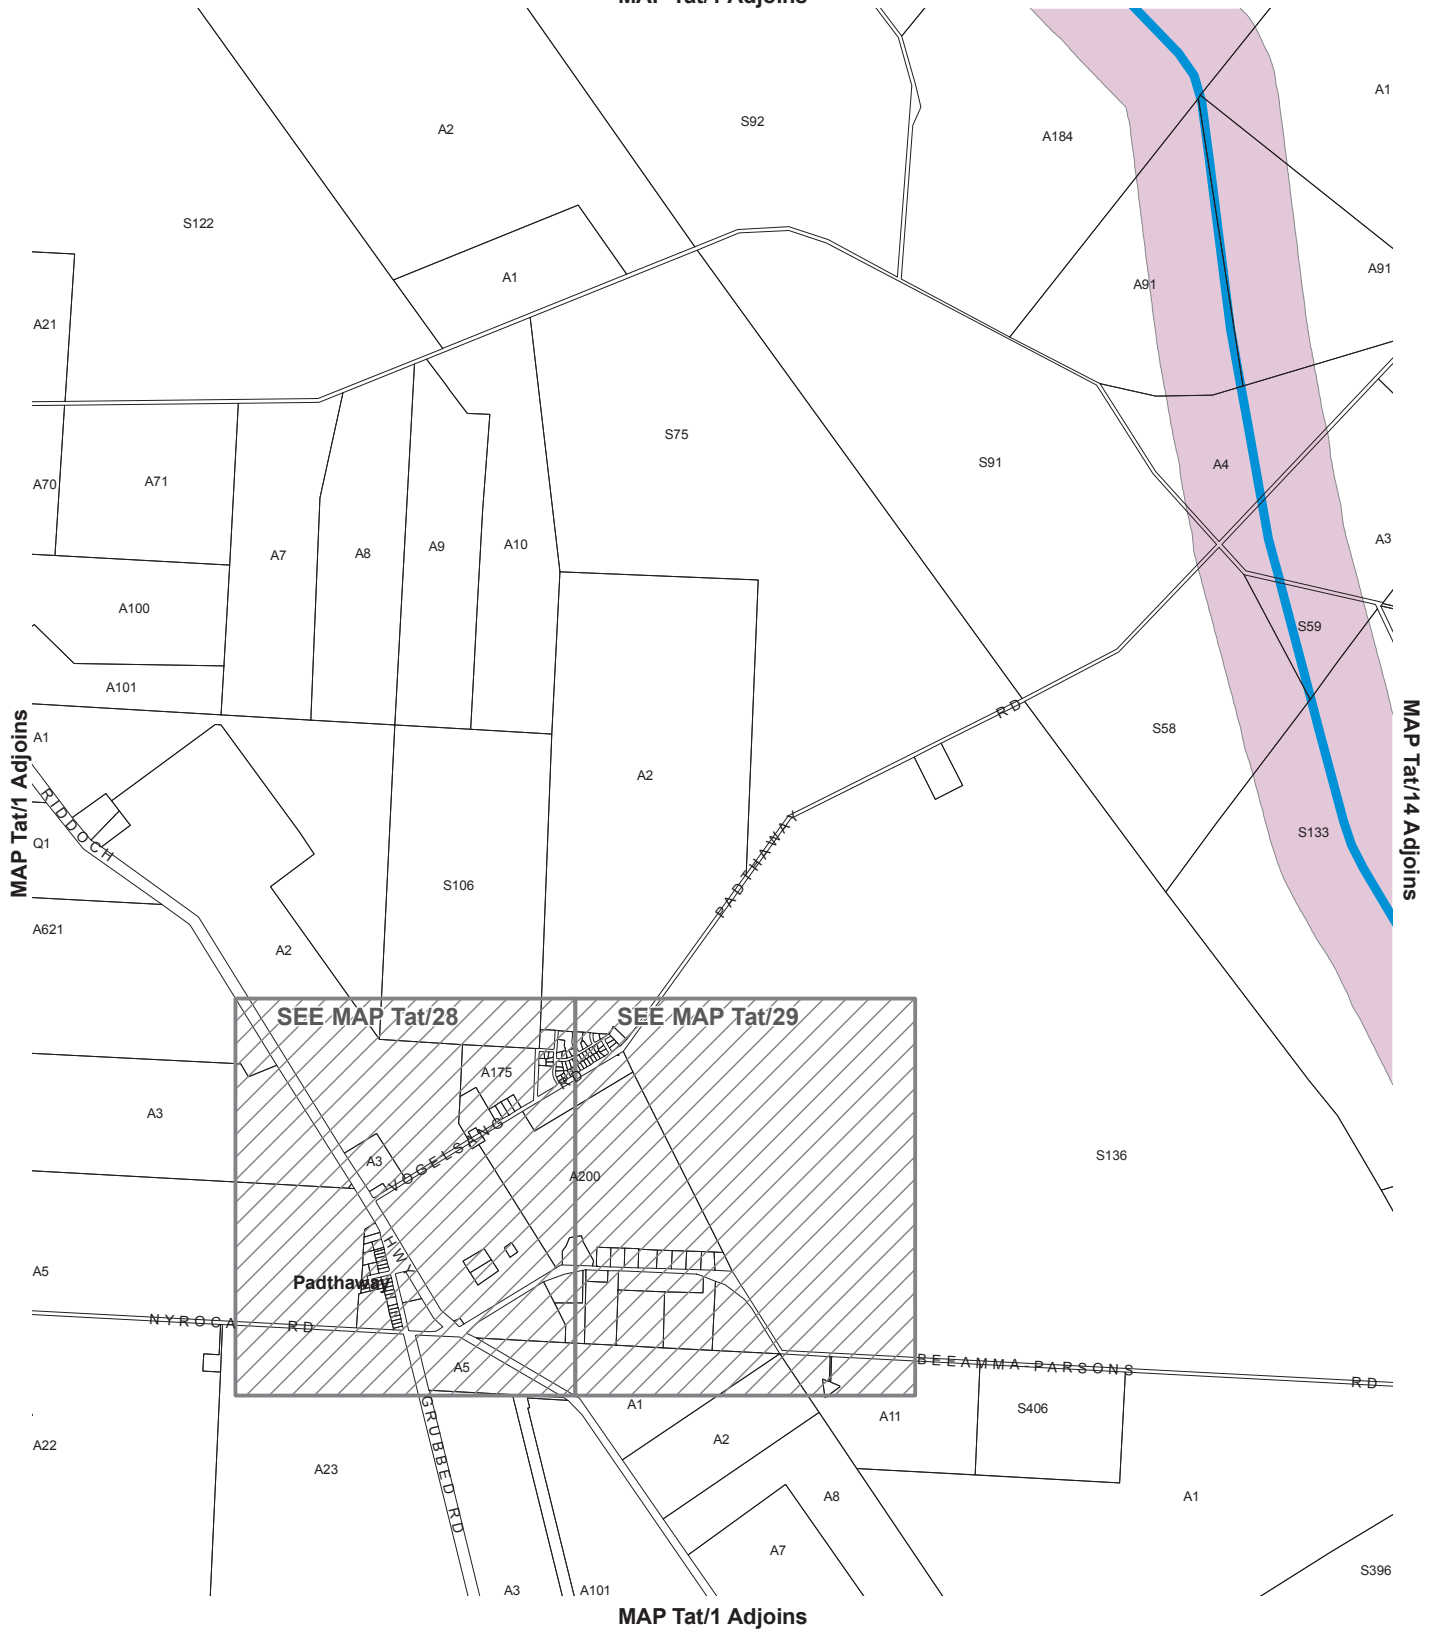 MAP Tat/1 Adjoins
A1
S92
A2
A184
S122
A1
A91
A91
A21
S75
S91
A4
A70
A71
A3
A7
A8
A9
A10
A100
S59
A101
RD
A1
S58
MAP Tat/1 Adjoins
MAP Tat/14 Adjoins
A2
RIDDOCH
Q1
S133
PADTHAWAY
S106
A621
A2
SEE MAP Tat/28
SEE MAP Tat/29
A175
RD
A3
VOGELSANG
A3
A200
S136
HWY
A5
Padthaway
NYROCA RD
A5
BEEAMMA-PARSONS RD
A1
A11
S406
GRUBBED RD
A22
A2
A23
A8
A1
A7
S396
A3
A101
MAP Tat/1 Adjoins